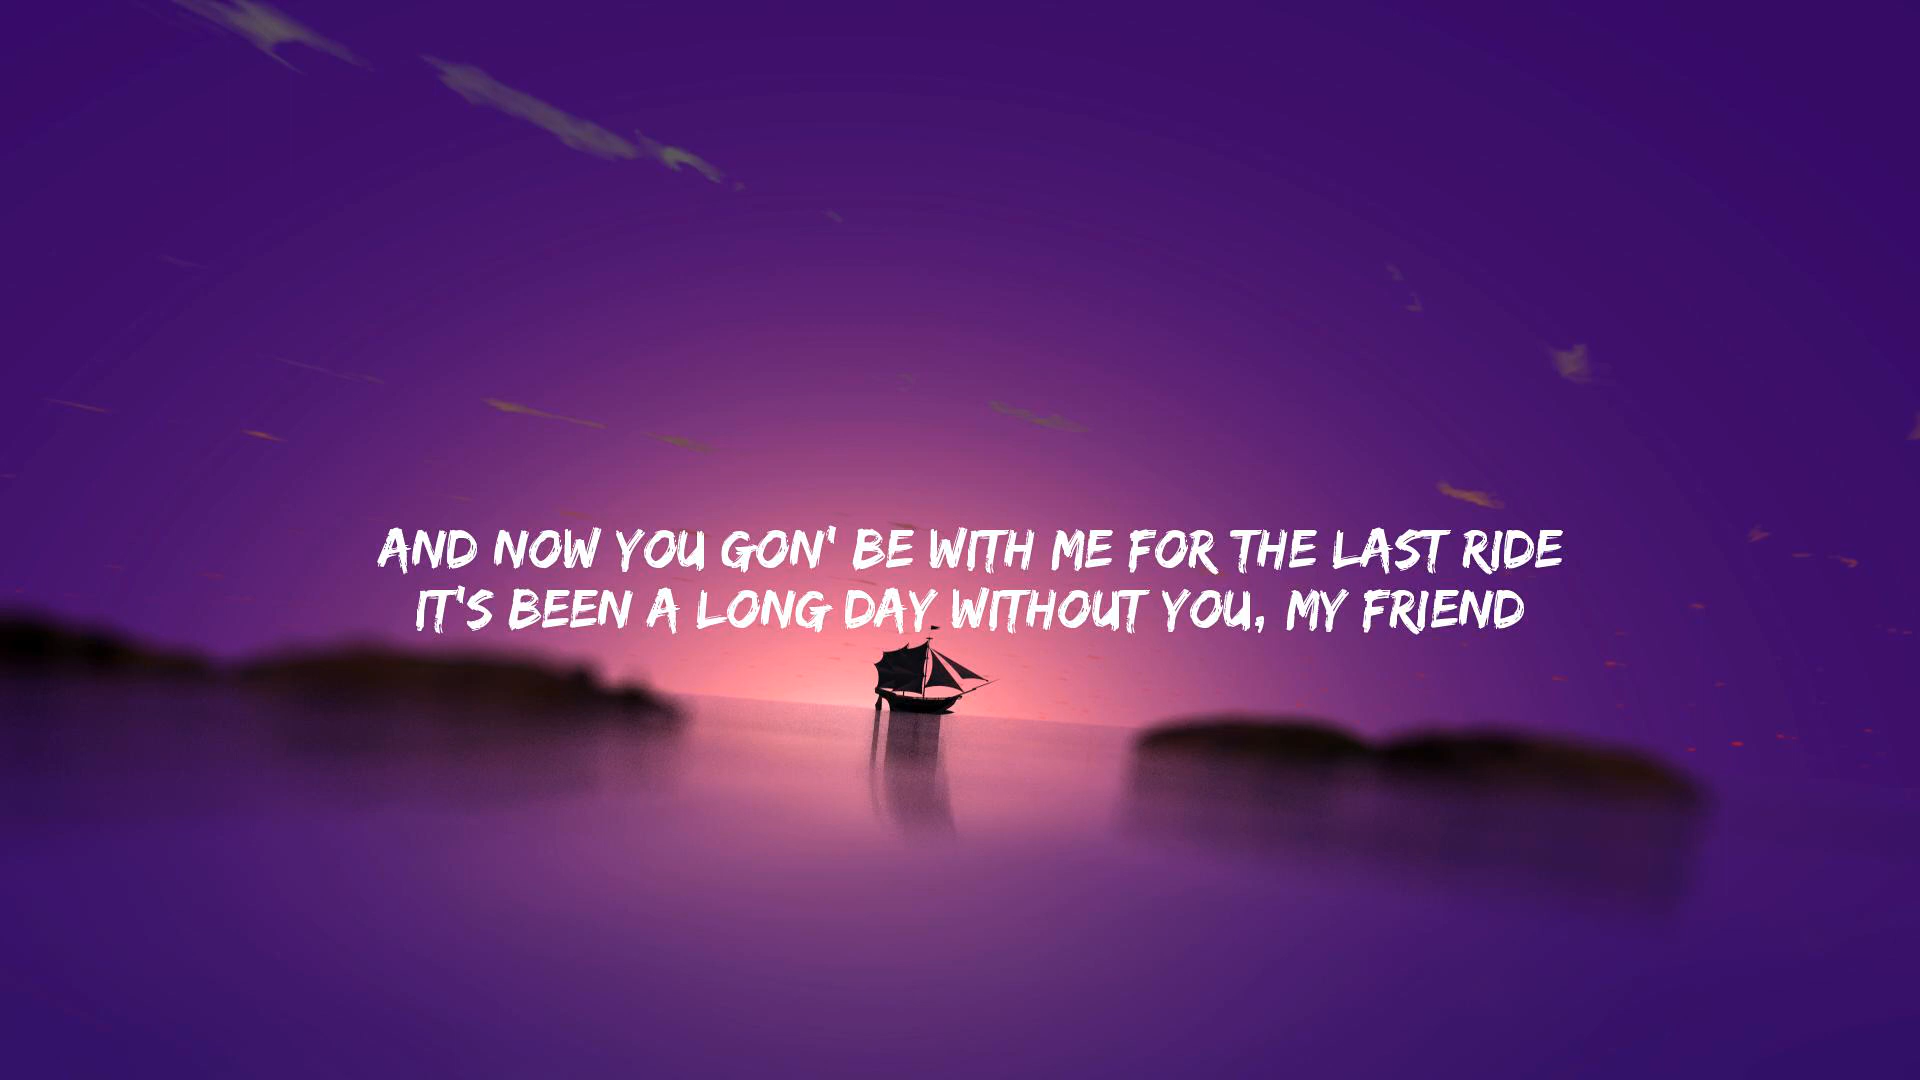 AND NOW YOU GON' BE WITH ME FOR THE LAST RIDE
IT'S BEEN A LONG DAY WITHOUT YOU, MY FRIEND